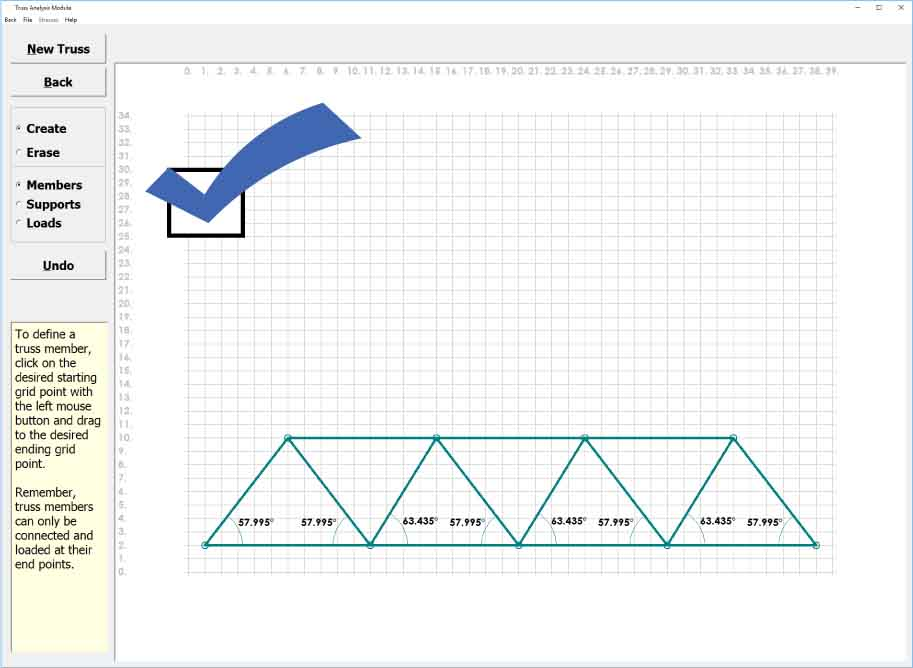 Truss Analysis Module
Back File Stresses Help
New Truss
Back
Create
Erase
Members
Supports
Loads
Undo
To define a
truss member,
click on the
desired starting
grid point with
the left mouse
button and drag
to the desired
ending grid
point.
Remember,
truss members
can only be
connected and
loaded at their
end points.
0. 1. 2. 3. 4. 5. 6. 7. 8. 9. 10. 11. 12. 13. 14. 15. 16. 17. 18. 19. 20. 21. 22. 23. 24. 25. 26. 27. 28. 29. 30. 31. 32. 33. 34. 35. 36. 37. 38. 39.
34.
33.
32.
31.
30.
29.
28.
27.
26.
25.
24.
23.
22.
21.
20.
19.
18.
17.
16.
15.
14.
13.
12.
11.
10.
9.
8.
7.
6.
5.
4.
57.995° 57.995° 63.435° 57.995° 63.435° 57.995° 63.435° 57.995°
3.
2.
1.
0.